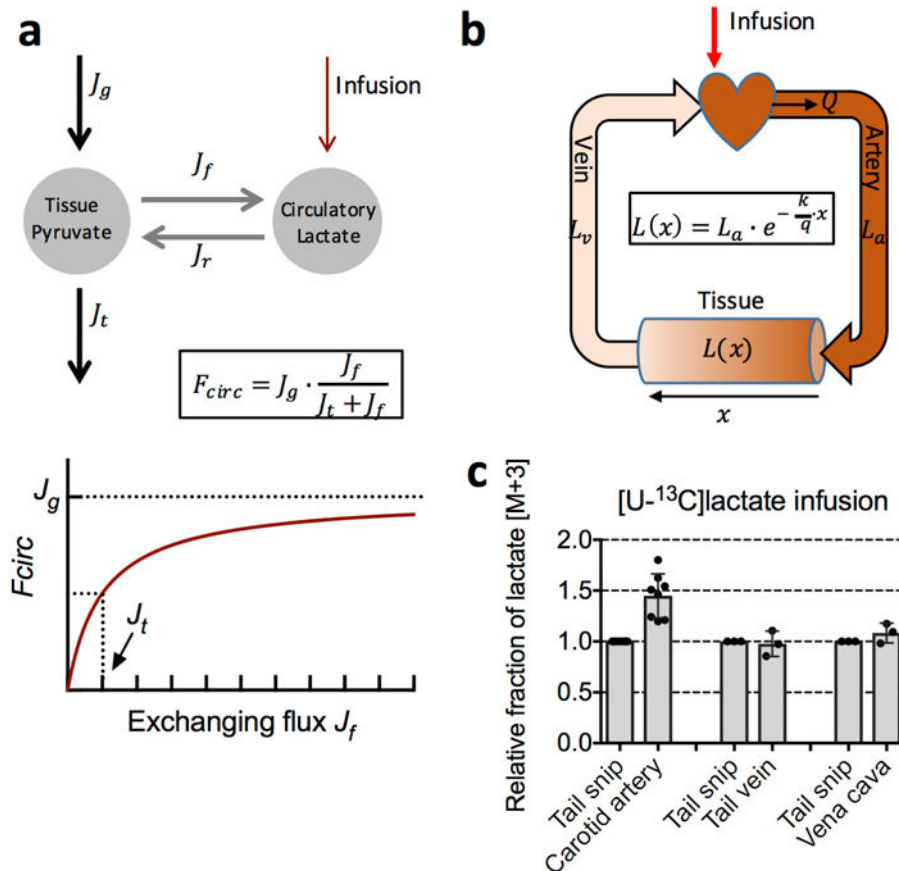 a
J_g
Infusion
J_f
Tissue
Pyruvate
Circulatory
Lactate
J_r
J_t
F_circ = J_g · J_f / (J_t + J_f)
J_g
Fcirc
J_t
Exchanging flux J_f
b
Infusion
Q
Vein
Artery
L_v
L(x) = L_a · e^(-k/q·x)
L_a
Tissue
L(x)
x
c
[U-¹³C]lactate infusion
Relative fraction of lactate [M+3]
2.0
1.5
1.0
0.5
0.0
Tail snip
Carotid artery
Tail snip
Tail vein
Tail snip
Vena cava